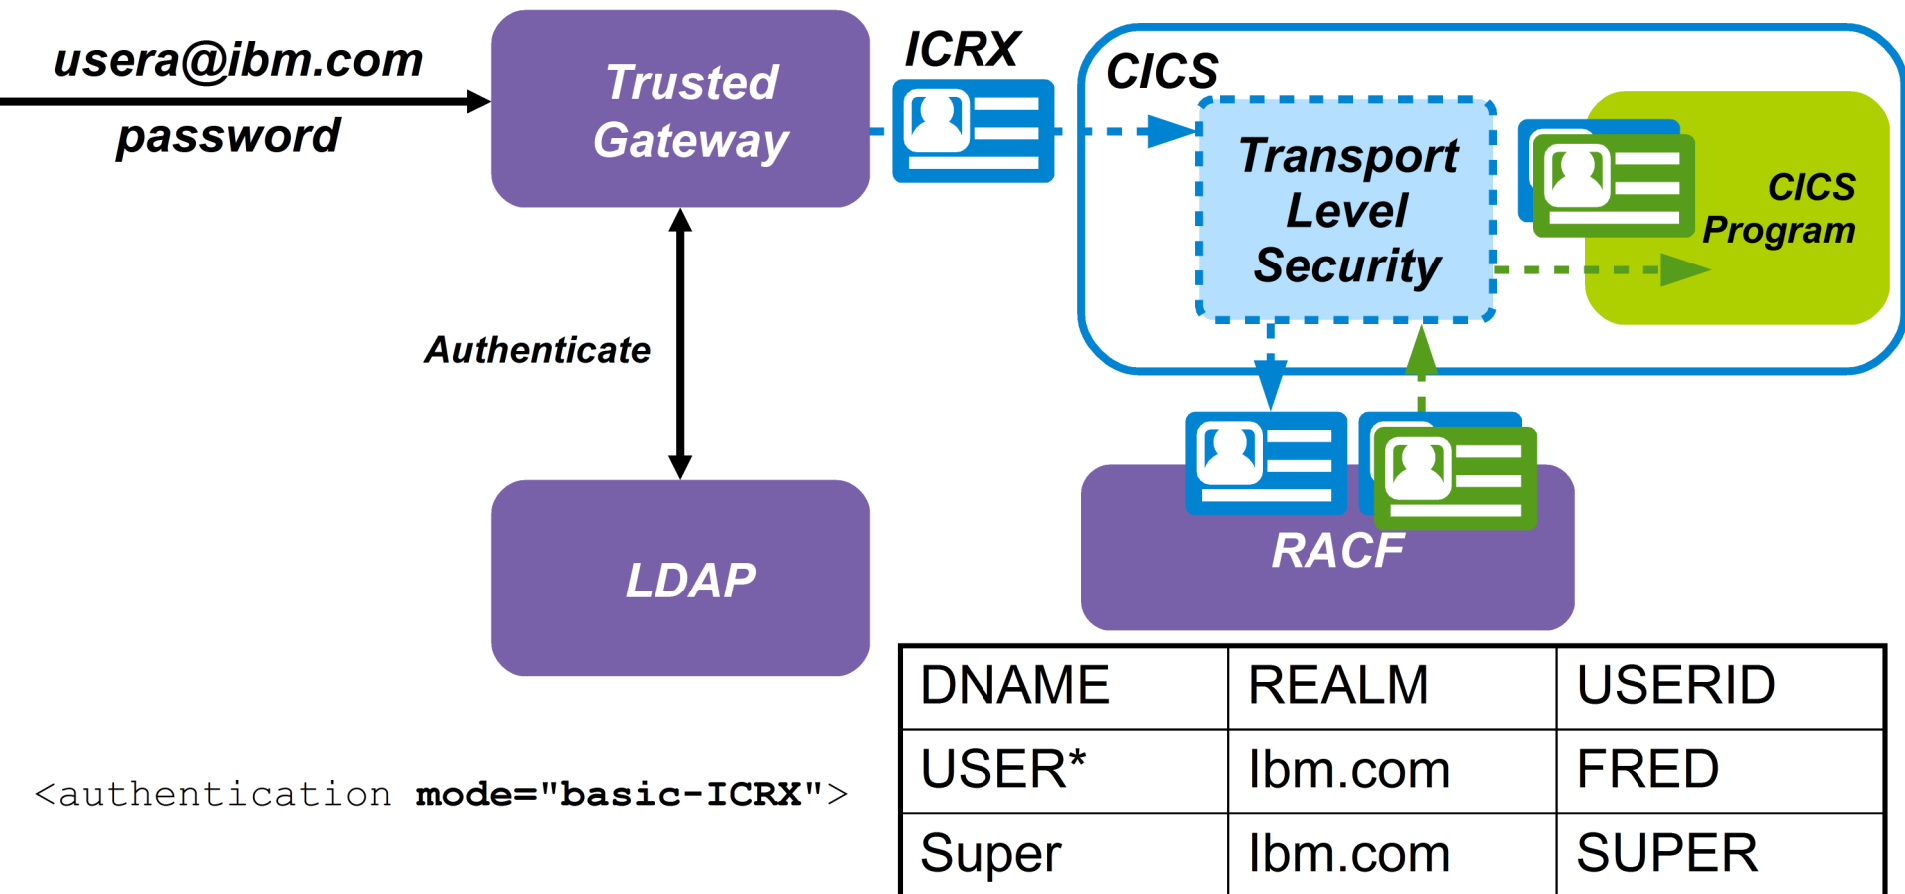 usera@ibm.com
password
Trusted
Gateway
ICRX
CICS
Transport
Level
Security
CICS
Program
Authenticate
LDAP
RACF
DNAME REALM USERID
USER* Ibm.com FRED
Super Ibm.com SUPER
<authentication mode="basic-ICRX">